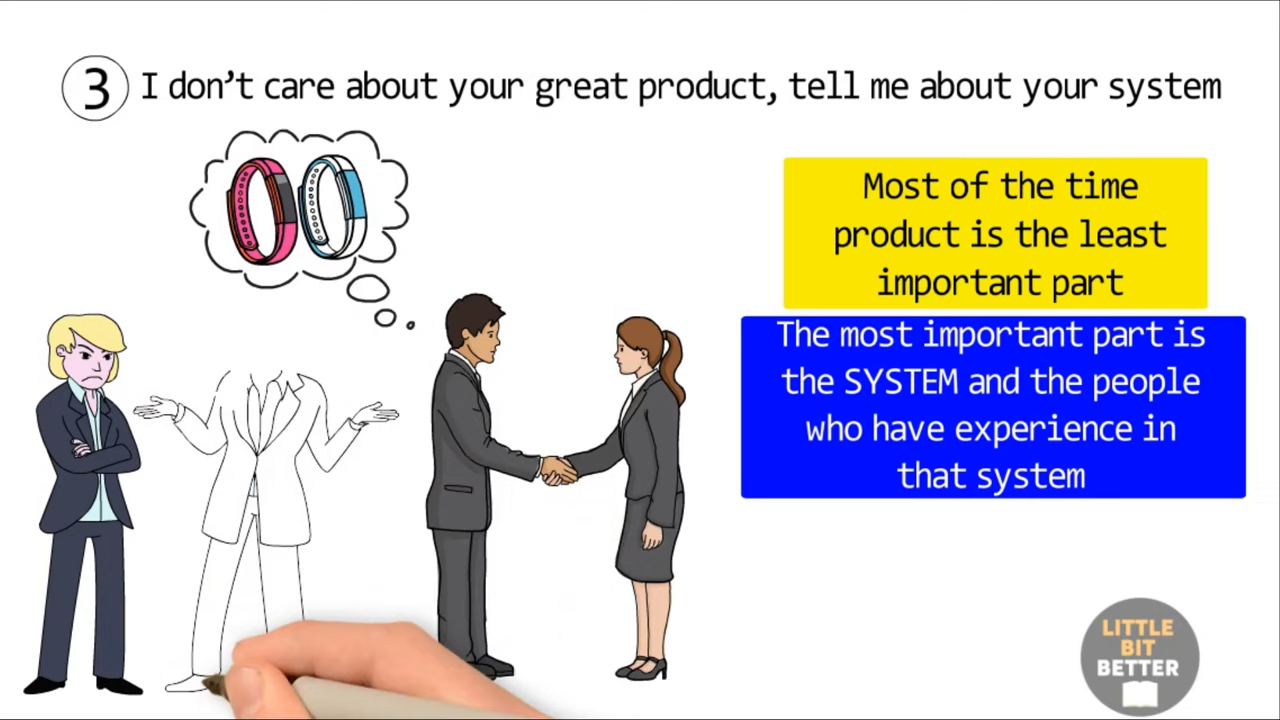 3 I don't care about your great product, tell me about your system
Most of the time
product is the least
important part
The most important part is
the SYSTEM and the people
who have experience in
that system
LITTLE
BIT
BETTER